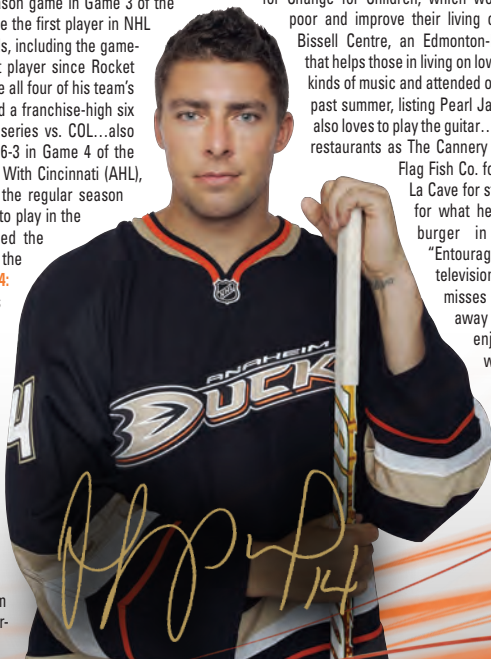 son game in Game 3 of the
e the first player in NHL
s, including the game-
t player since Rocket
e all four of his team's
d a franchise-high six
series vs. COL...also
6-3 in Game 4 of the
With Cincinnati (AHL),
the regular season
to play in the
ed the
the
4:
for Change for Children, which wo
poor and improve their living c
Bissell Centre, an Edmonton-
that helps those in living on lov
kinds of music and attended o
past summer, listing Pearl Ja
also loves to play the guitar...
restaurants as The Cannery
Flag Fish Co. fo
La Cave for s
for what he
burger in
"Entourag
televisio
misses
away
enj
w
NHL
ANAHEIM
DUCK
4
14
n
r-